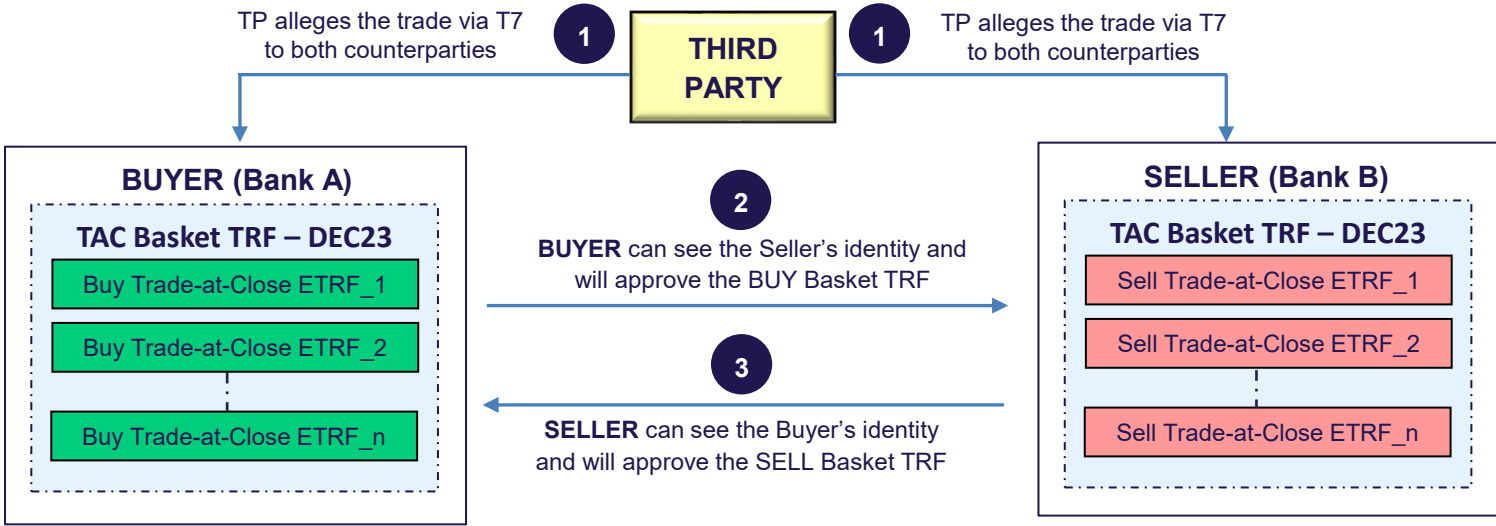 TP alleges the trade via T7
to both counterparties
1
THIRD
PARTY
1
TP alleges the trade via T7
to both counterparties
BUYER (Bank A)
TAC Basket TRF – DEC23
Buy Trade-at-Close ETRF_1
Buy Trade-at-Close ETRF_2
Buy Trade-at-Close ETRF_n
2
BUYER can see the Seller's identity and
will approve the BUY Basket TRF
3
SELLER can see the Buyer's identity
and will approve the SELL Basket TRF
SELLER (Bank B)
TAC Basket TRF – DEC23
Sell Trade-at-Close ETRF_1
Sell Trade-at-Close ETRF_2
Sell Trade-at-Close ETRF_n